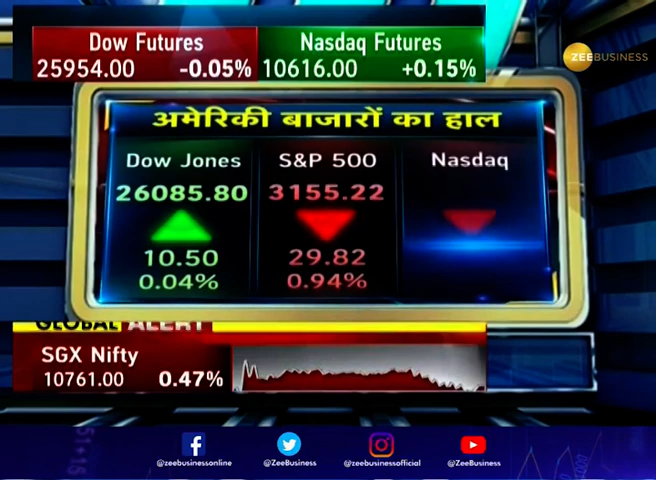 Dow Futures
25954.00 -0.05%
Nasdaq Futures
10616.00 +0.15%
ZEEBUSINESS
अमेरिकी बाजारों का हाल
Dow Jones
26085.80
10.50
0.04%
S&P 500
3155.22
29.82
0.94%
Nasdaq
GLOBAL ALERT
SGX Nifty
10761.00 0.47%
51+15
@zeebusinessonline
@ZeeBusiness
@zeebusinessofficial
@ZeeBusiness